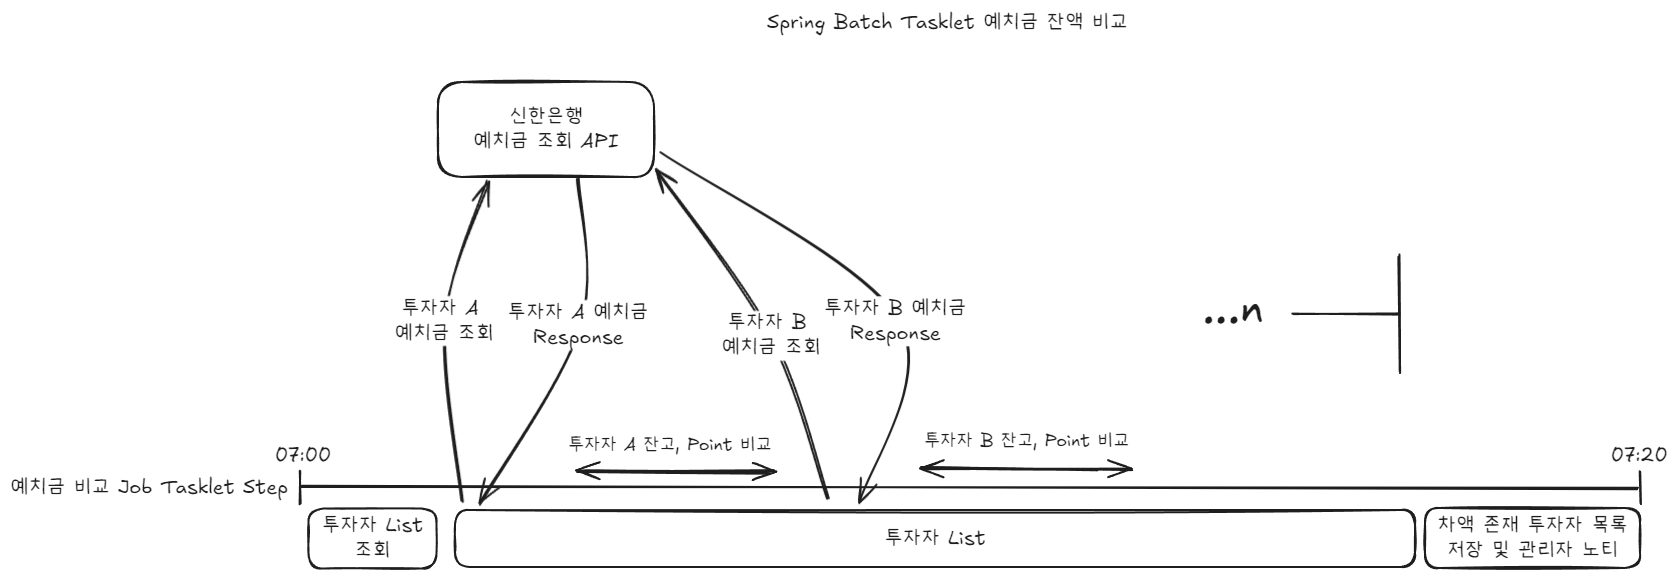 Spring Batch Tasklet 예치금 잔액 비교
신한은행
예치금 조회 API
투자자 A
예치금 조회
투자자 A 예치금
Response
투자자 B
예치금 조회
투자자 B 예치금
Response
...n
투자자 A 잔고, Point 비교
투자자 B 잔고, Point 비교
07:00
07:20
예치금 비교 Job Tasklet Step
투자자 List
조회
투자자 List
차액 존재 투자자 목록
저장 및 관리자 노티